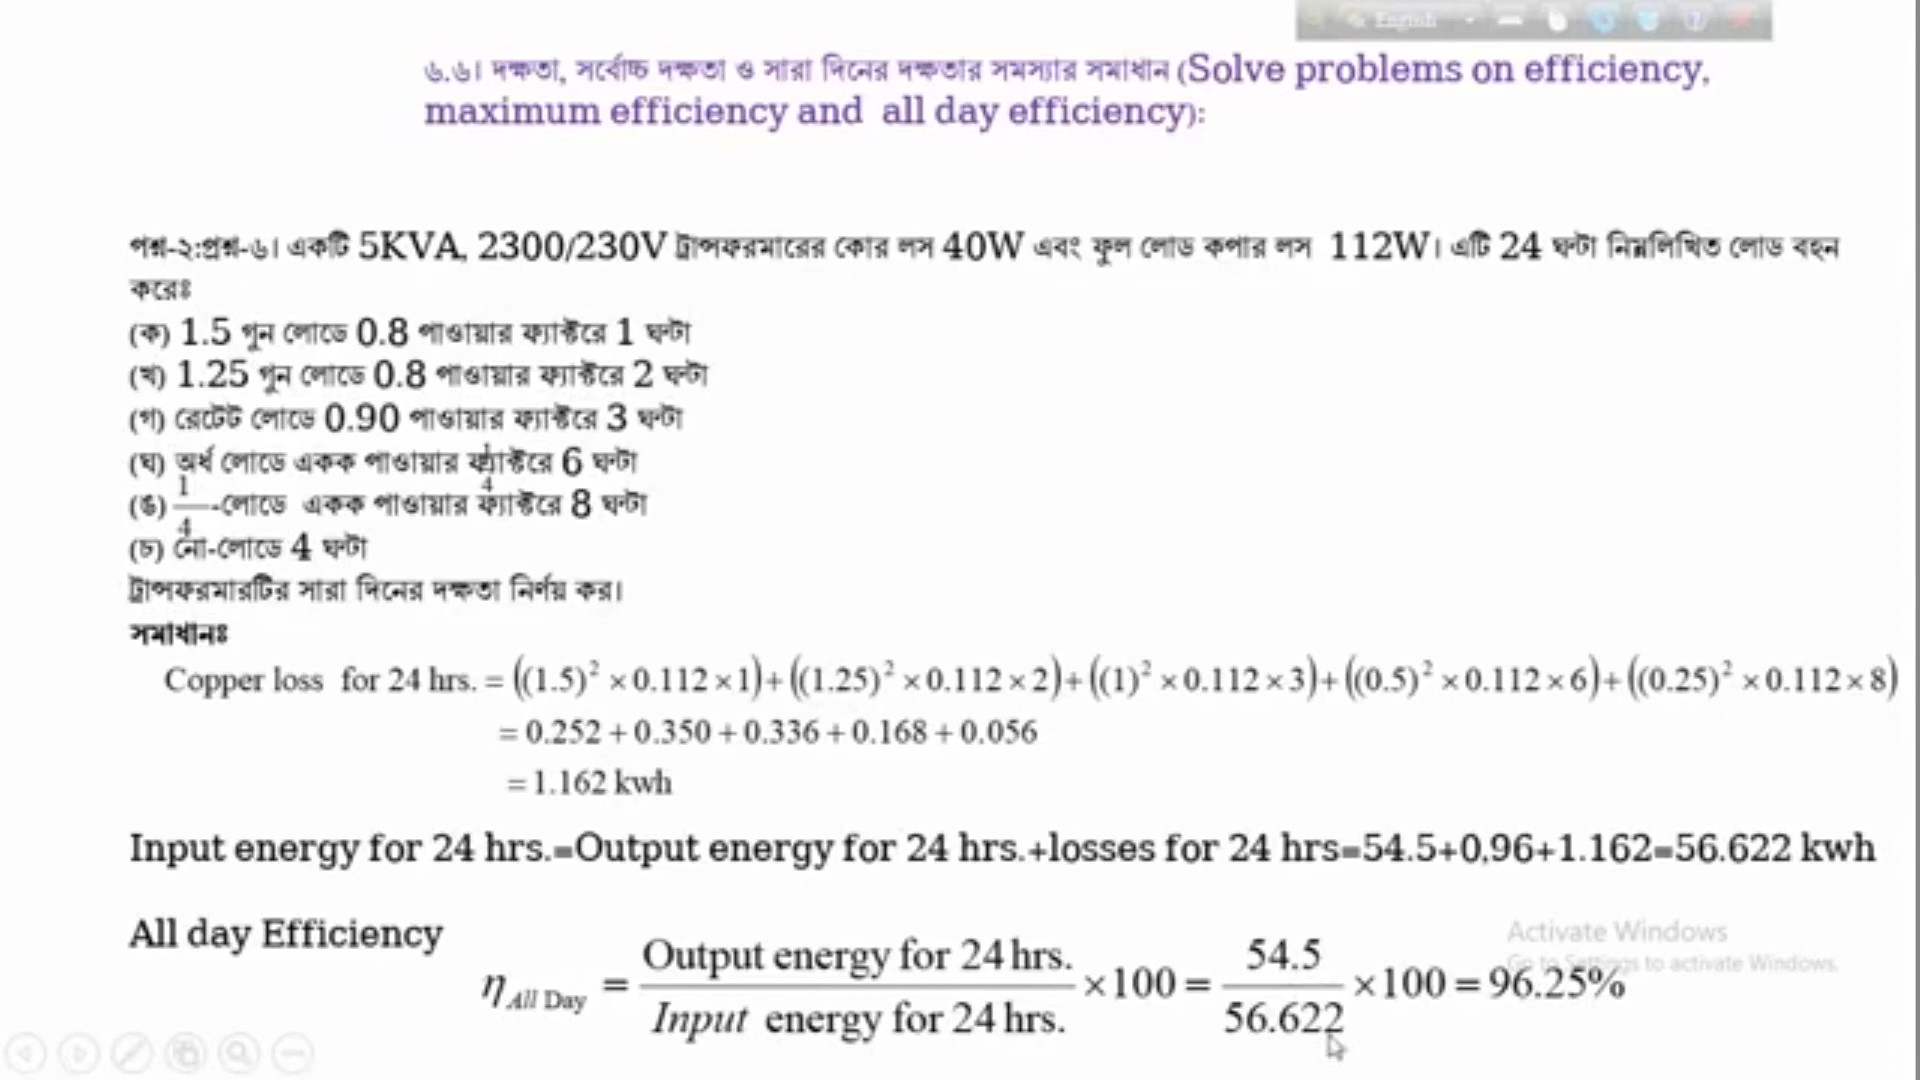 English
৬.৬। দক্ষতা, সর্বোচ্চ দক্ষতা ও সারা দিনের দক্ষতার সমস্যার সমাধান (Solve problems on efficiency,
maximum efficiency and all day efficiency):
পশ্ন-২:প্রশ্ন-৬। একটি 5KVA, 2300/230V ট্রান্সফরমারের কোর লস 40W এবং ফুল লোড কপার লস 112W। এটি 24 ঘন্টা নিম্নলিখিত লোড বহন
করেঃ
(ক) 1.5 গুন লোডে 0.8 পাওয়ার ফ্যাক্টরে 1 ঘন্টা
(খ) 1.25 গুন লোডে 0.8 পাওয়ার ফ্যাক্টরে 2 ঘন্টা
(গ) রেটেট লোডে 0.90 পাওয়ার ফ্যাক্টরে 3 ঘন্টা
(ঘ) অর্ধ লোডে একক পাওয়ার ফ্যাক্টরে 6 ঘন্টা
(ঙ) 1/4-লোডে একক পাওয়ার ফ্যাক্টরে 8 ঘন্টা
(চ) নো-লোডে 4 ঘন্টা
ট্রান্সফরমারটির সারা দিনের দক্ষতা নির্ণয় কর।
সমাধানঃ
Copper loss for 24 hrs. = ((1.5)² ×0.112×1)+((1.25)² ×0.112×2)+((1)² ×0.112×3)+((0.5)² ×0.112×6)+((0.25)² ×0.112×8)
= 0.252+0.350+0.336+0.168+0.056
= 1.162 kwh
Input energy for 24 hrs.=Output energy for 24 hrs.+losses for 24 hrs=54.5+0,96+1.162=56.622 kwh
All day Efficiency
η All Day = Output energy for 24 hrs. / Input energy for 24 hrs. ×100 = 54.5 / 56.622 ×100 = 96.25%
Activate Windows
Go to Settings to activate Windows.